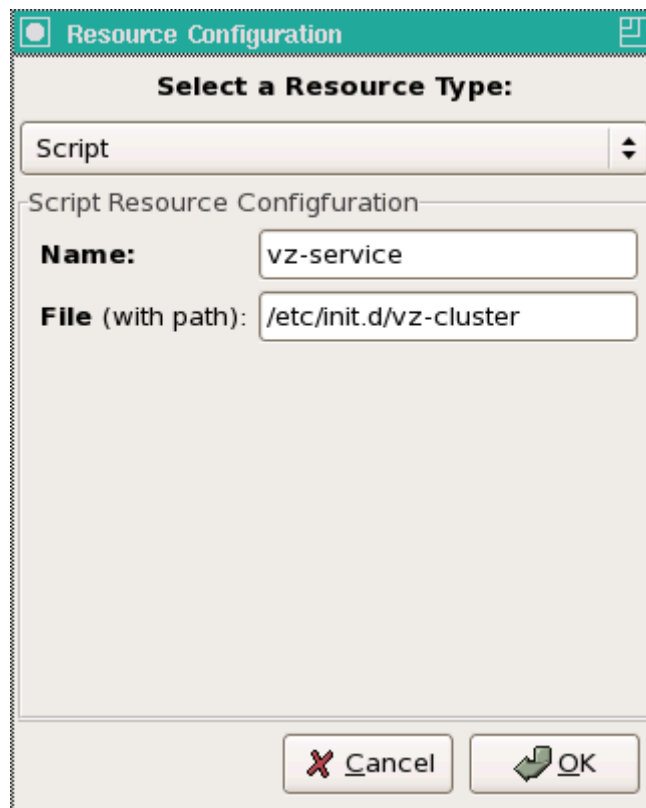 Resource Configuration
Select a Resource Type:
Script
Script Resource Configfuration
Name: vz-service
File (with path): /etc/init.d/vz-cluster
Cancel OK